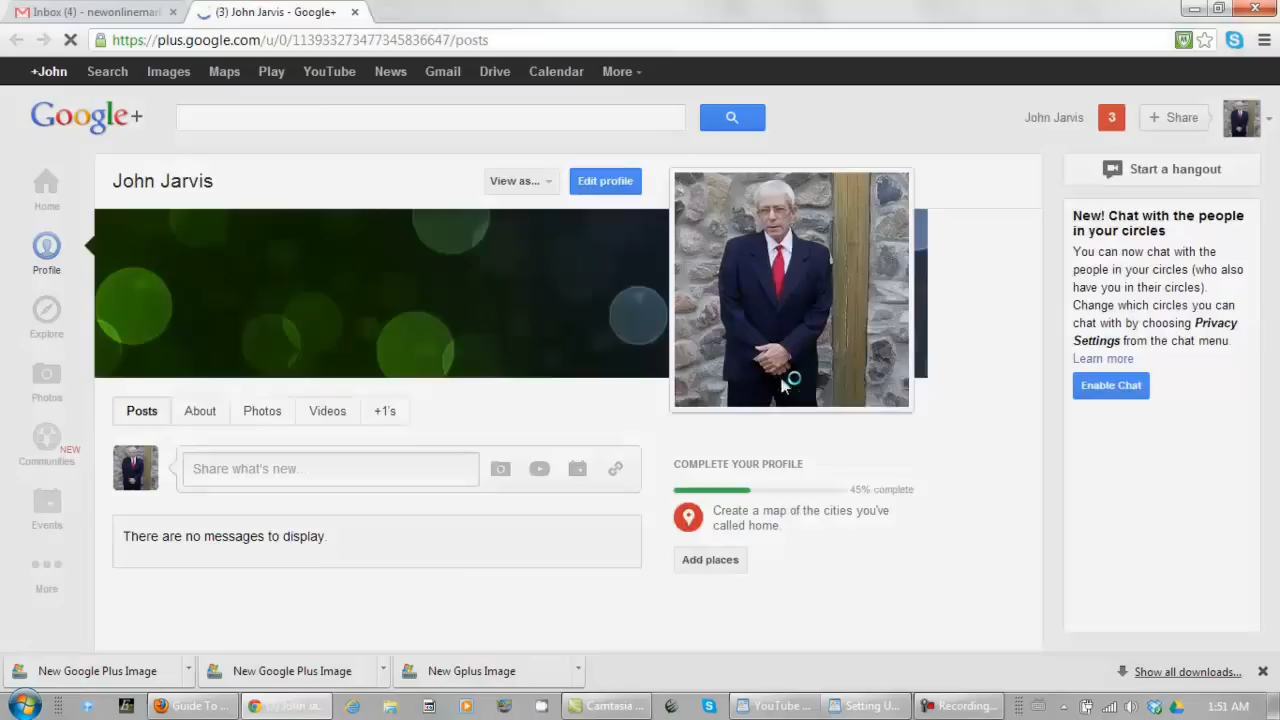 Inbox (4) - newonlinemark
(3) John Jarvis - Google+
https://plus.google.com/u/0/113933273477345836647/posts
+John Search Images Maps Play YouTube News Gmail Drive Calendar More
Google+
John Jarvis 3 + Share
John Jarvis
View as...
Edit profile
Start a hangout
Home
Profile
Explore
Photos
NEW
Communities
Events
More
New! Chat with the people
in your circles
You can now chat with the
people in your circles (who also
have you in their circles).
Change which circles you can
chat with by choosing Privacy
Settings from the chat menu.
Learn more
Enable Chat
Posts About Photos Videos +1's
Share what's new...
There are no messages to display.
COMPLETE YOUR PROFILE
45% complete
Create a map of the cities you've
called home.
Add places
New Google Plus Image
New Google Plus Image
New Gplus Image
Show all downloads...
Guide To ...
Camtasia ...
YouTube ...
Setting U...
Recording...
1:51 AM